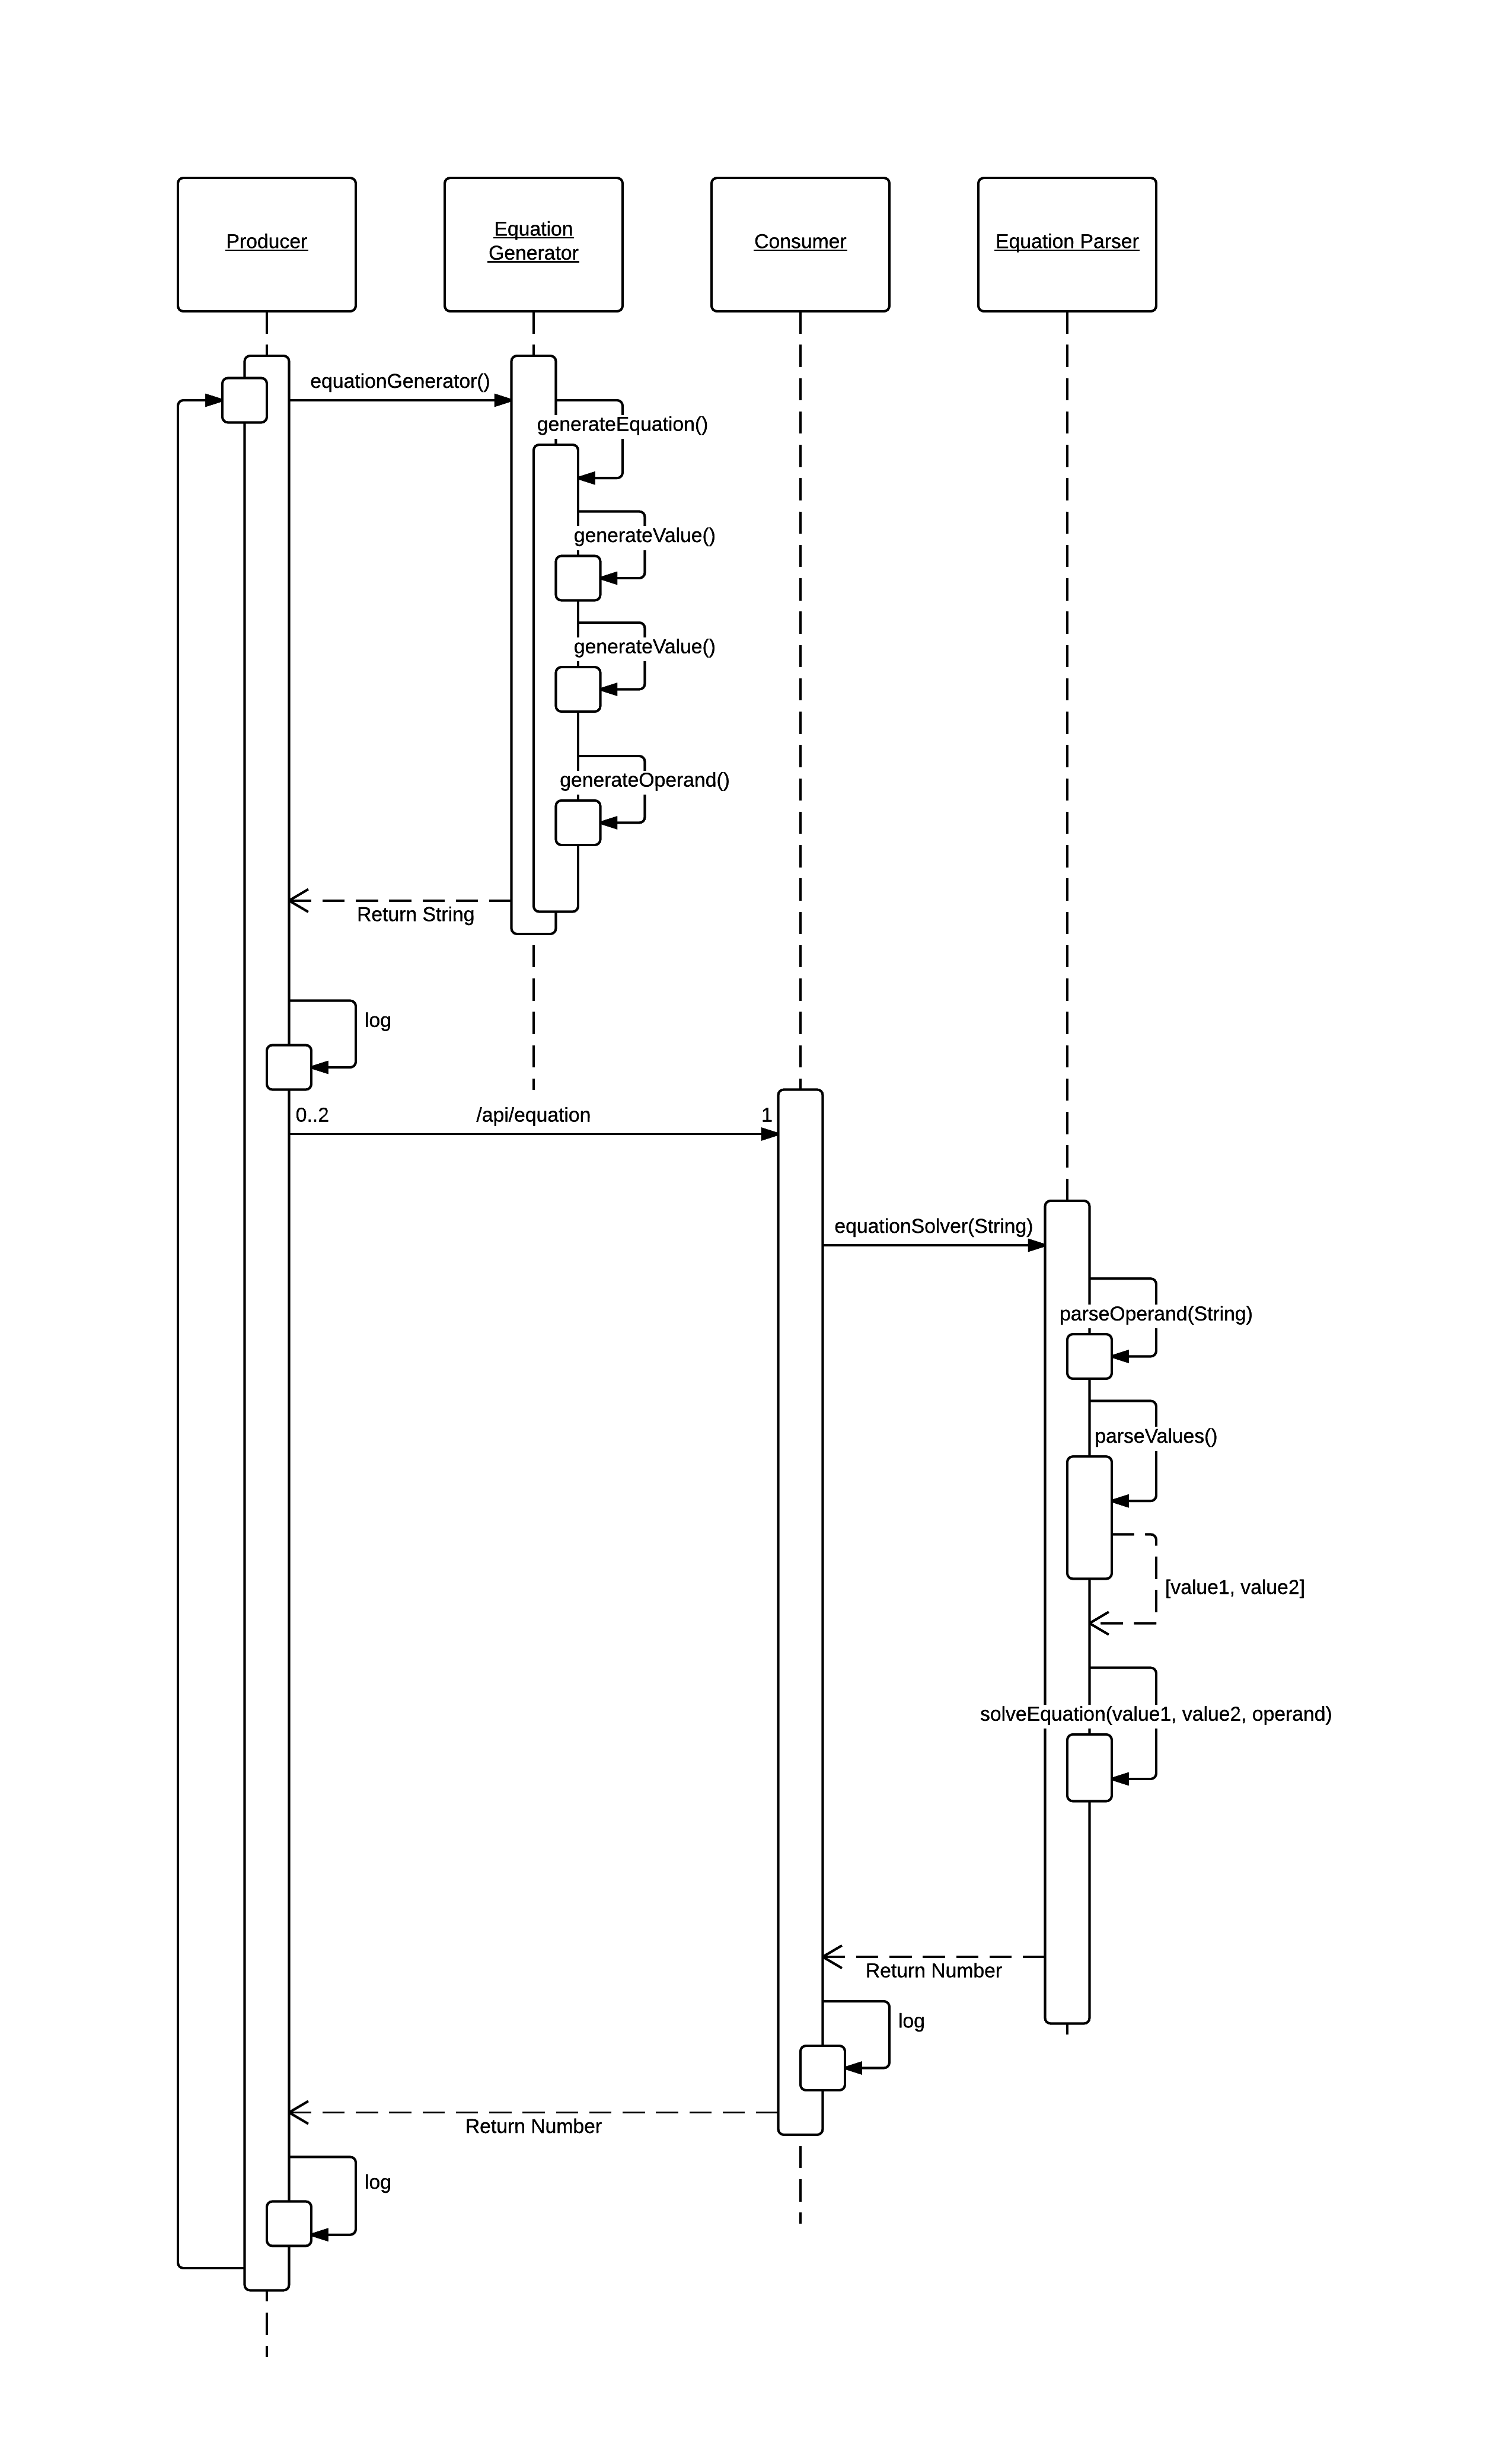 Producer
Equation
Generator
Consumer
Equation Parser
equationGenerator()
generateEquation()
generateValue()
generateValue()
generateOperand()
Return String
log
0..2
/api/equation
1
equationSolver(String)
parseOperand(String)
parseValues()
[value1, value2]
solveEquation(value1, value2, operand)
Return Number
log
Return Number
log